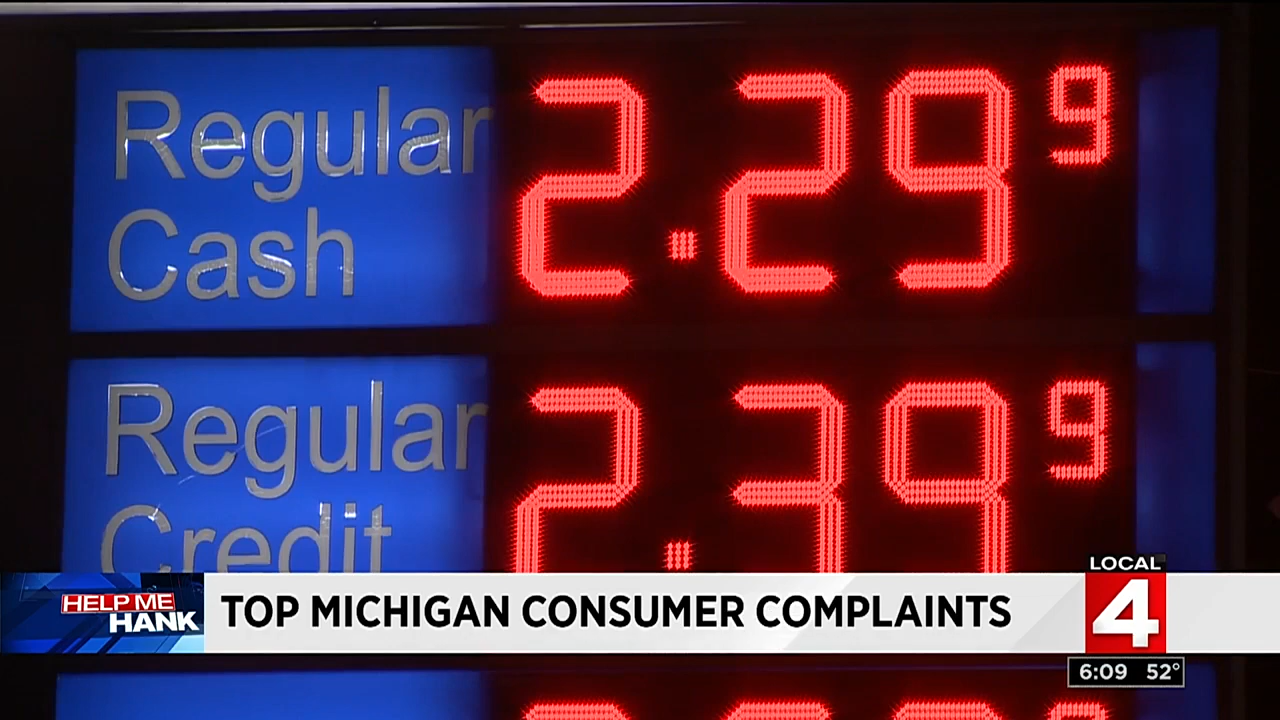 Regular
Cash
2.29 9
Regular
Credit
2.39 9
HELP ME
HANK
TOP MICHIGAN CONSUMER COMPLAINTS
LOCAL
4
6:09 52°